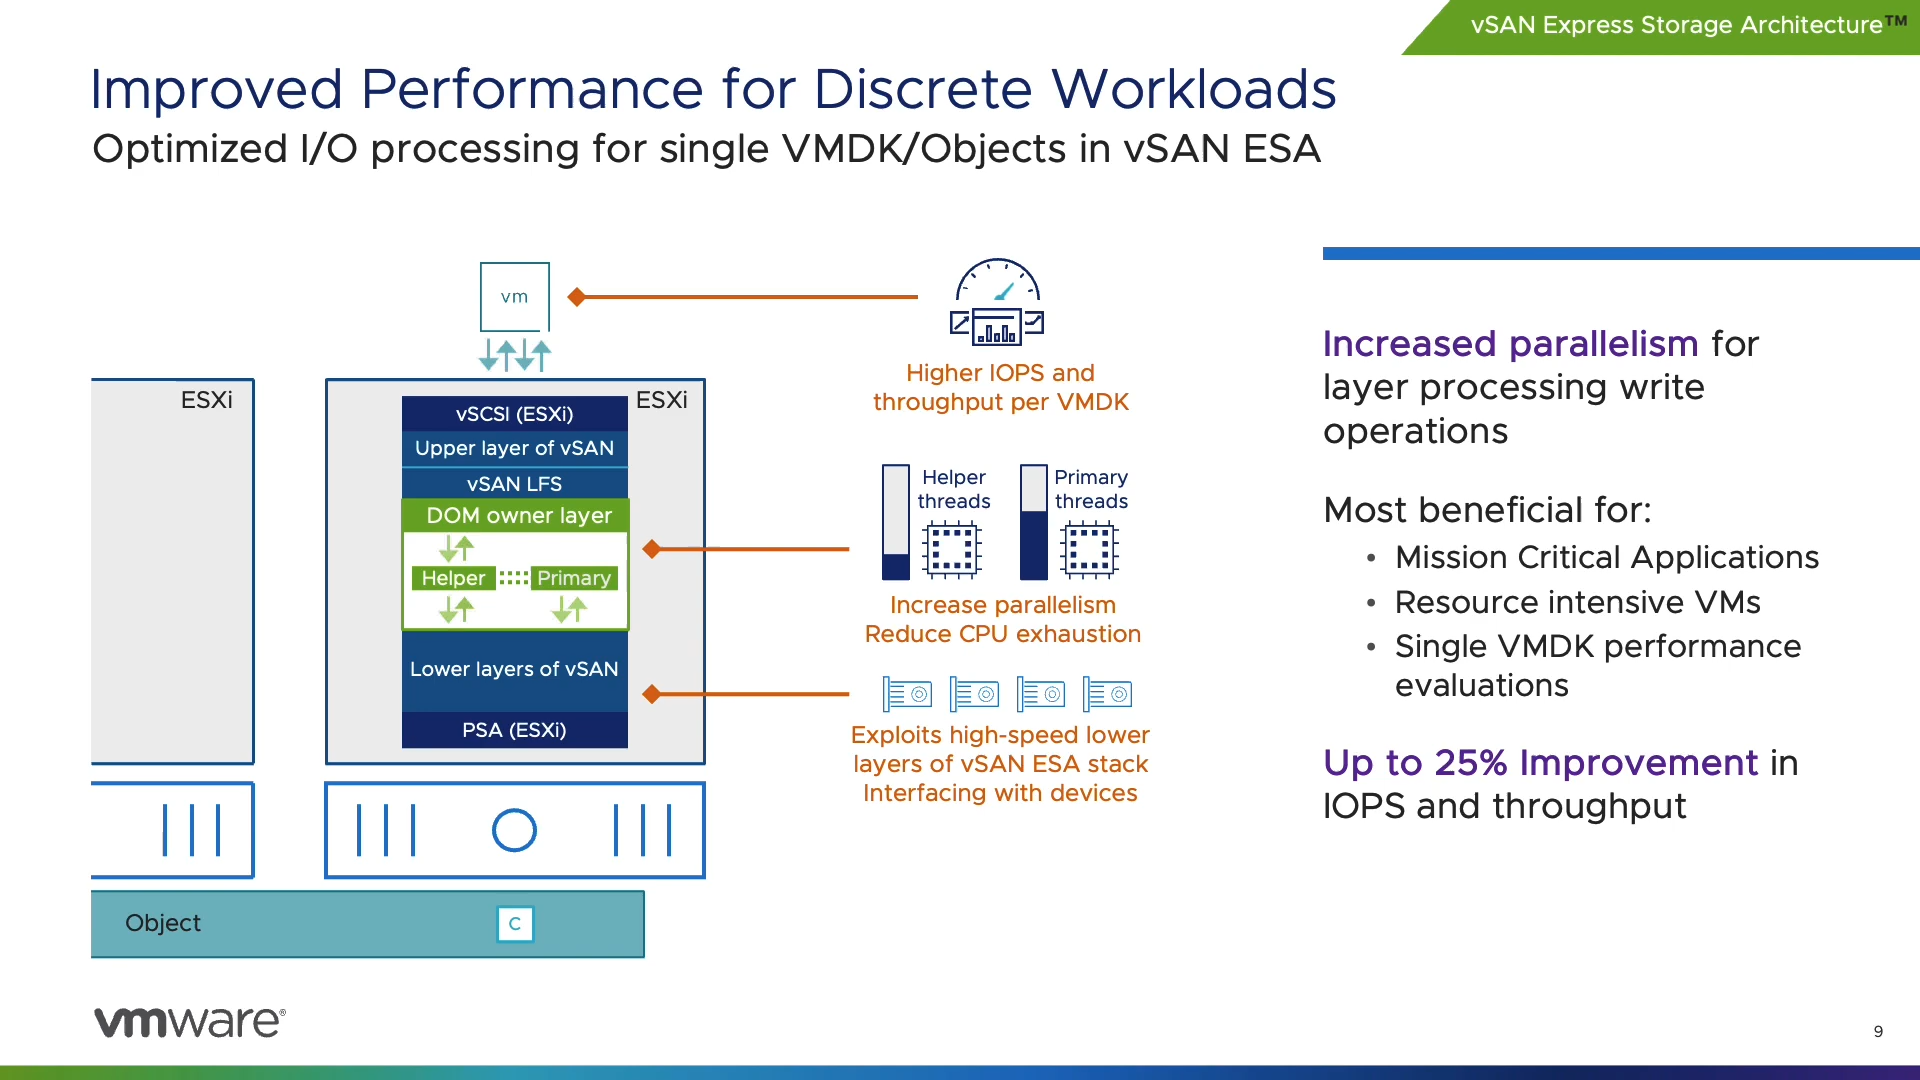 vSAN Express Storage Architecture™
Improved Performance for Discrete Workloads
Optimized I/O processing for single VMDK/Objects in vSAN ESA
vm
ESXi
ESXi
vSCSI (ESXi)
Upper layer of vSAN
vSAN LFS
DOM owner layer
Helper
Primary
Lower layers of vSAN
PSA (ESXi)
Object
C
Higher IOPS and
throughput per VMDK
Helper
threads
Primary
threads
Increase parallelism
Reduce CPU exhaustion
Exploits high-speed lower
layers of vSAN ESA stack
Interfacing with devices
Increased parallelism for
layer processing write
operations
Most beneficial for:
• Mission Critical Applications
• Resource intensive VMs
• Single VMDK performance
evaluations
Up to 25% Improvement in
IOPS and throughput
vmware®
9